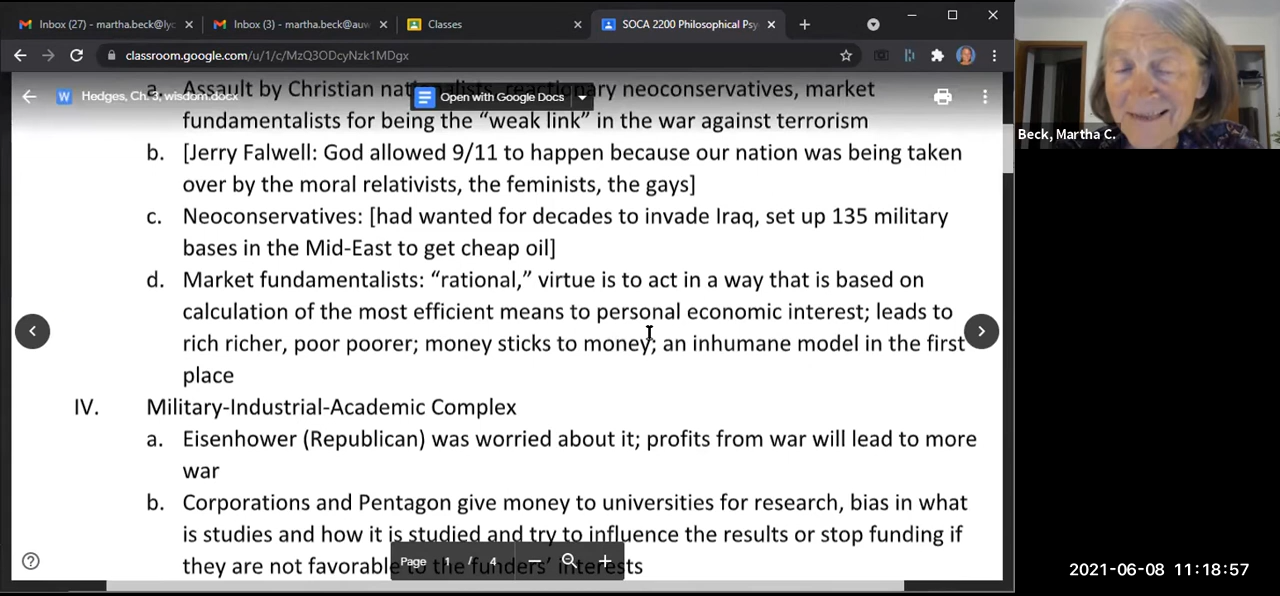 Inbox (27) - martha.beck@lyc
Inbox (3) - martha.beck@auw
Classes
SOCA 2200 Philosophical Psy
classroom.google.com/u/1/c/MzQ3ODcyNzk1MDgx
Beck, Martha C.
Hedges, Ch. 3, wisdom.docx
Open with Google Docs
a. Assault by Christian nationalists, reactionary neoconservatives, market
fundamentalists for being the “weak link” in the war against terrorism
b. [Jerry Falwell: God allowed 9/11 to happen because our nation was being taken
over by the moral relativists, the feminists, the gays]
c. Neoconservatives: [had wanted for decades to invade Iraq, set up 135 military
bases in the Mid-East to get cheap oil]
d. Market fundamentalists: “rational,” virtue is to act in a way that is based on
calculation of the most efficient means to personal economic interest; leads to
rich richer, poor poorer; money sticks to money; an inhumane model in the first
place
IV. Military-Industrial-Academic Complex
a. Eisenhower (Republican) was worried about it; profits from war will lead to more
war
b. Corporations and Pentagon give money to universities for research, bias in what
is studies and how it is studied and try to influence the results or stop funding if
they are not favorable to the funders’ interests
Page 1 / 4
2021-06-08 11:18:57